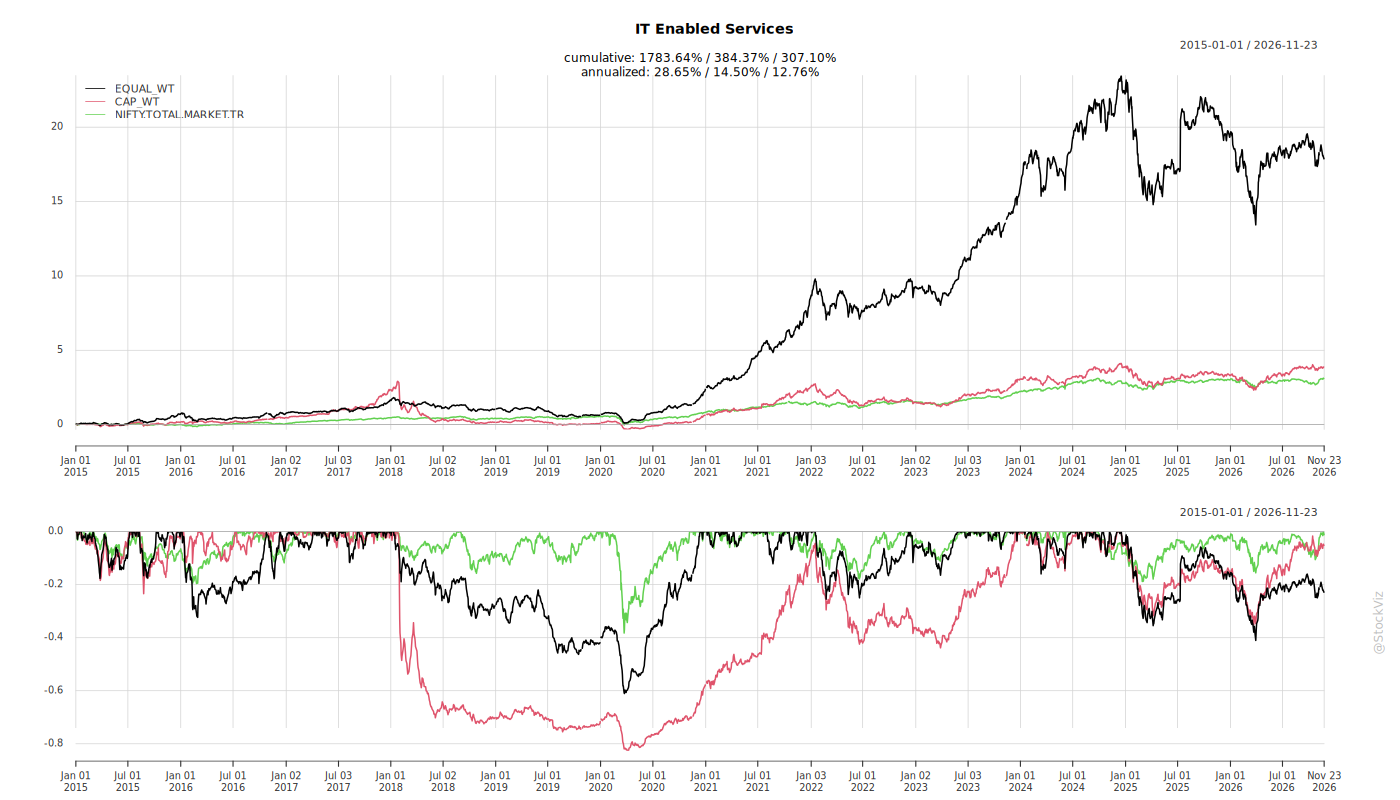 IT Enabled Services
2015-01-01 / 2026-11-23
cumulative: 1783.64% / 384.37% / 307.10%
annualized: 28.65% / 14.50% / 12.76%
EQUAL_WT
CAP_WT
NIFTY.TOTAL.MARKET.TR
20
15
10
5
0
Jan 01 Jul 01 Jan 01 Jul 01 Jan 02 Jul 03 Jan 01 Jul 02 Jan 01 Jul 01 Jan 01 Jul 01 Jan 01 Jul 01 Jan 03 Jul 01 Jan 02 Jul 03 Jan 01 Jul 01 Jan 01 Jul 01 Jan 01 Jul 01 Nov 23
2015 2015 2016 2016 2017 2017 2018 2018 2019 2019 2020 2020 2021 2021 2022 2022 2023 2023 2024 2024 2025 2025 2026 2026 2026
2015-01-01 / 2026-11-23
0.0
-0.2
-0.4
-0.6
-0.8
Jan 01 Jul 01 Jan 01 Jul 01 Jan 02 Jul 03 Jan 01 Jul 02 Jan 01 Jul 01 Jan 01 Jul 01 Jan 01 Jul 01 Jan 03 Jul 01 Jan 02 Jul 03 Jan 01 Jul 01 Jan 01 Jul 01 Jan 01 Jul 01 Nov 23
2015 2015 2016 2016 2017 2017 2018 2018 2019 2019 2020 2020 2021 2021 2022 2022 2023 2023 2024 2024 2025 2025 2026 2026 2026
@StockViz